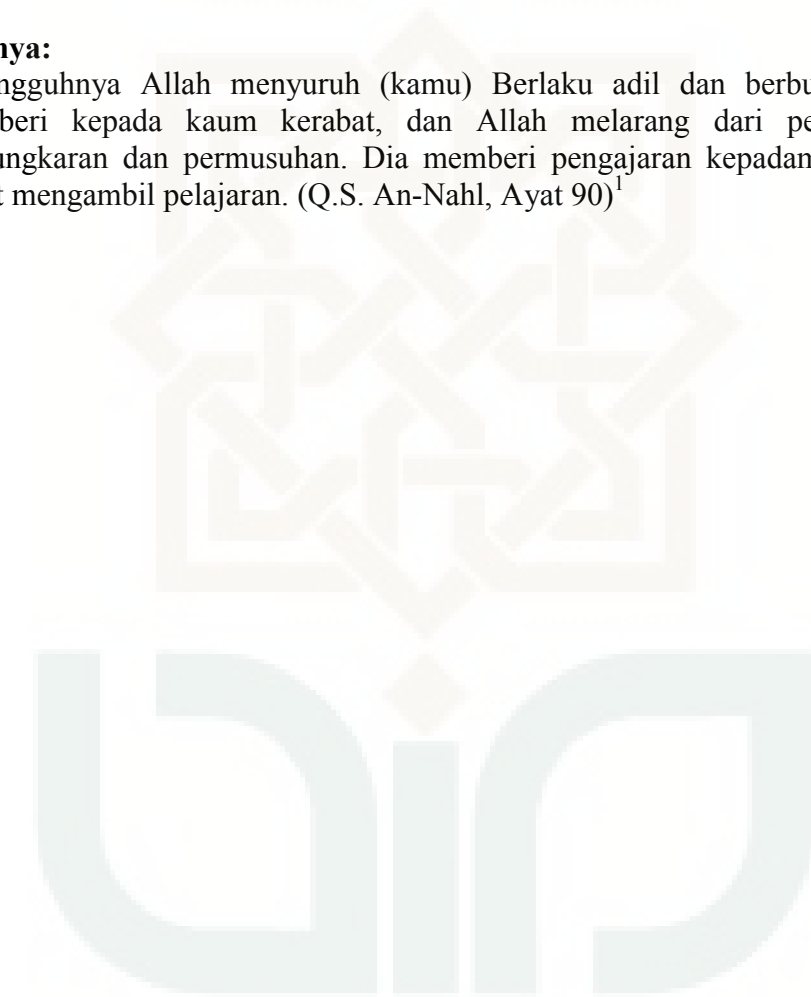 nya:
ngguhnya Allah menyuruh (kamu) Berlaku adil dan berbu
beri kepada kaum kerabat, dan Allah melarang dari pe
ungkaran dan permusuhan. Dia memberi pengajaran kepadan
t mengambil pelajaran. (Q.S. An-Nahl, Ayat 90)1